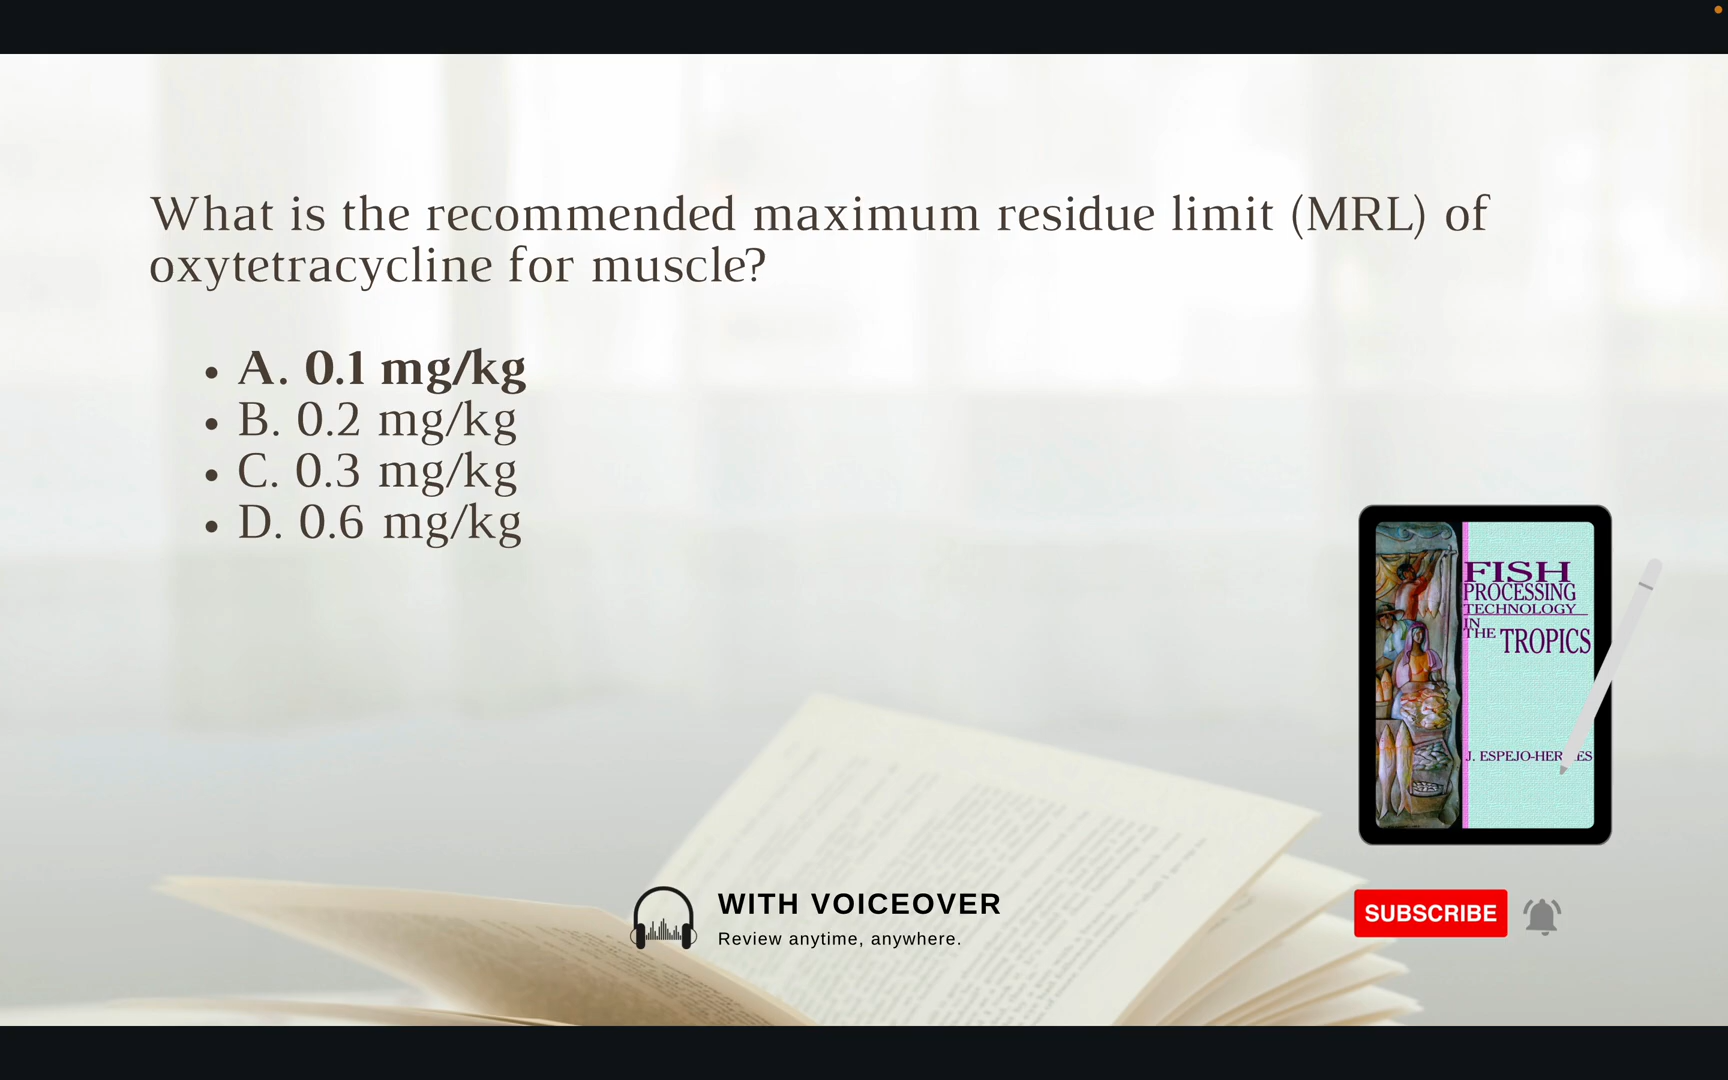 What is the recommended maximum residue limit (MRL) of
oxytetracycline for muscle?
• A. 0.1 mg/kg
• B. 0.2 mg/kg
• C. 0.3 mg/kg
• D. 0.6 mg/kg
FISH
PROCESSING
TECHNOLOGY
IN
THE TROPICS
J.
WITH VOICEOVER
Review anytime, anywhere.
SUBSCRIBE